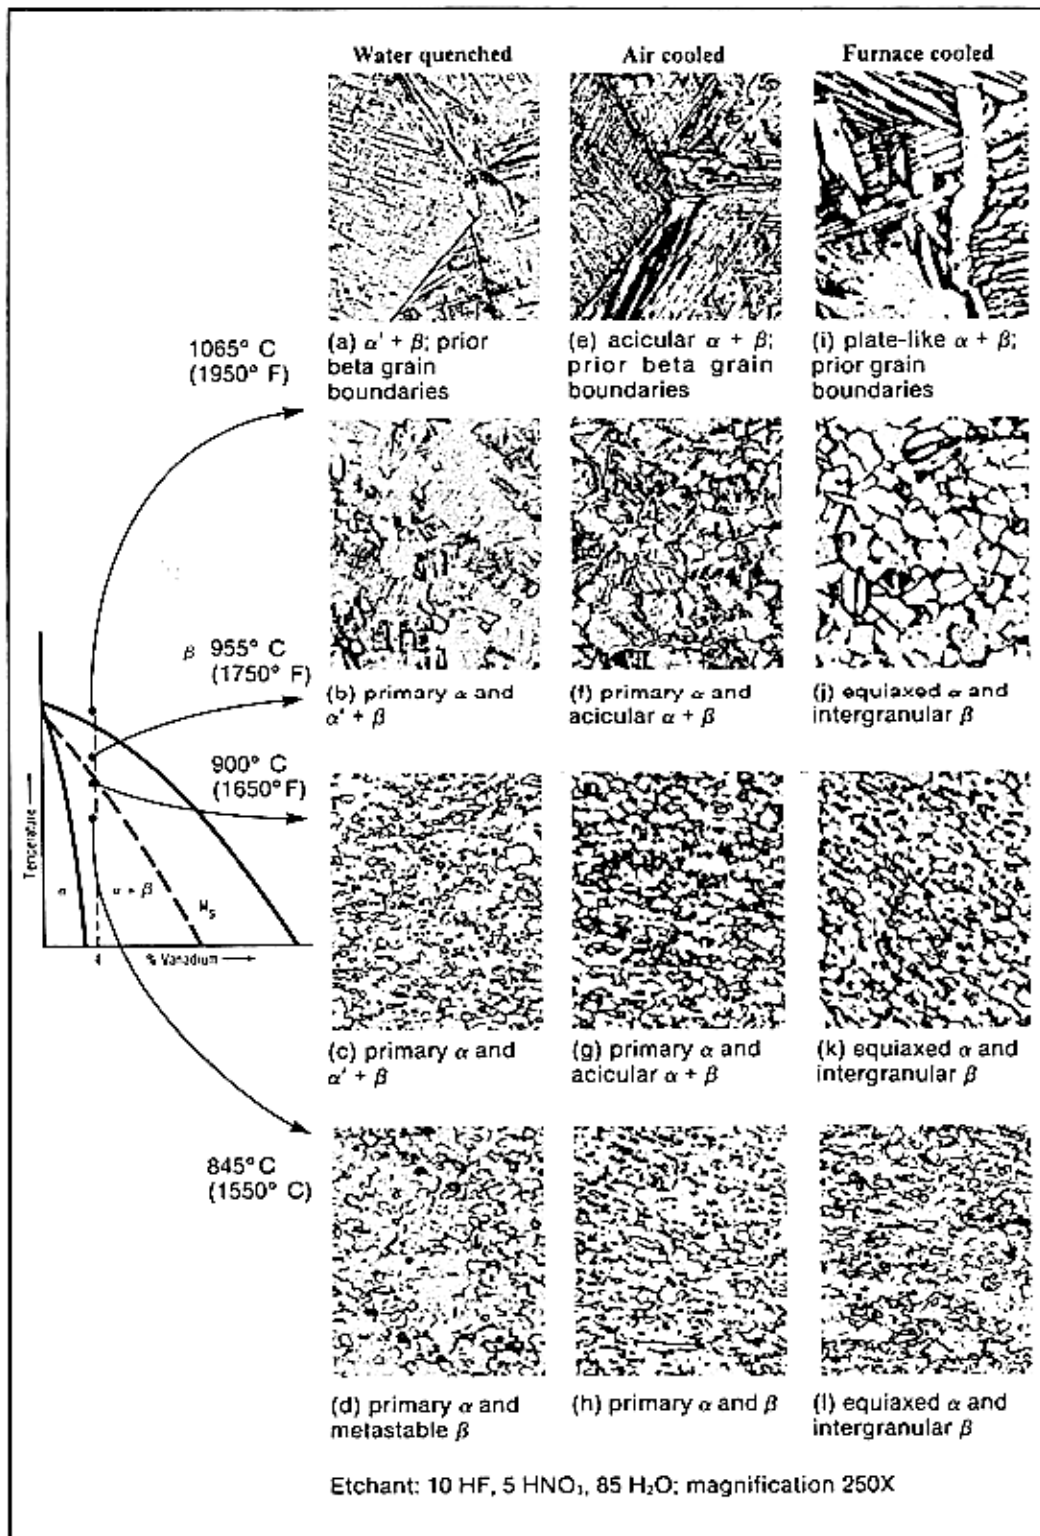 Water quenched
Air cooled
Furnace cooled
1065° C
(1950° F)
(a) α' + β; prior
beta grain
boundaries
(e) acicular α + β;
prior beta grain
boundaries
(i) plate-like α + β;
prior grain
boundaries
β 955° C
(1750° F)
(b) primary α and
α' + β
(f) primary α and
acicular α + β
(j) equiaxed α and
intergranular β
900° C
(1650° F)
Temperature
α
α + β
Ms
4
% Vanadium
(c) primary α and
α' + β
(g) primary α and
acicular α + β
(k) equiaxed α and
intergranular β
845° C
(1550° C)
(d) primary α and
metastable β
(h) primary α and β
(l) equiaxed α and
intergranular β
Etchant: 10 HF, 5 HNO₃, 85 H₂O; magnification 250X